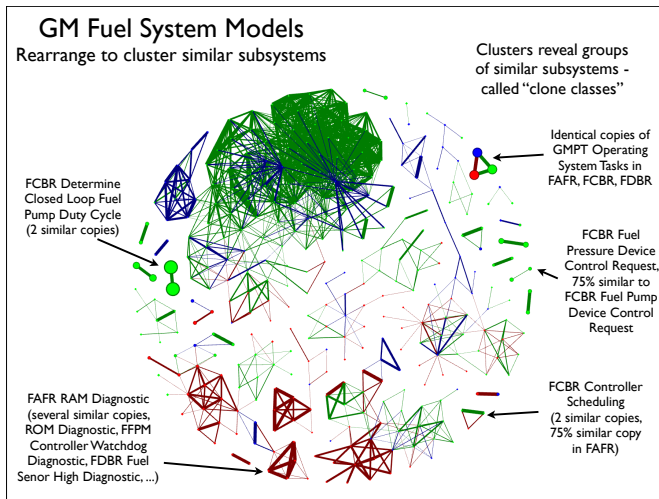 GM Fuel System Models
Rearrange to cluster similar subsystems
Clusters reveal groups
of similar subsystems -
called “clone classes”
Identical copies of
GMPT Operating
System Tasks in
FAFR, FCBR, FDBR
FCBR Determine
Closed Loop Fuel
Pump Duty Cycle
(2 similar copies)
FCBR Fuel
Pressure Device
Control Request,
75% similar to
FCBR Fuel Pump
Device Control
Request
FAFR RAM Diagnostic
(several similar copies,
ROM Diagnostic, FFPM
Controller Watchdog
Diagnostic, FDBR Fuel
Senor High Diagnostic, ...)
FCBR Controller
Scheduling
(2 similar copies,
75% similar copy
in FAFR)